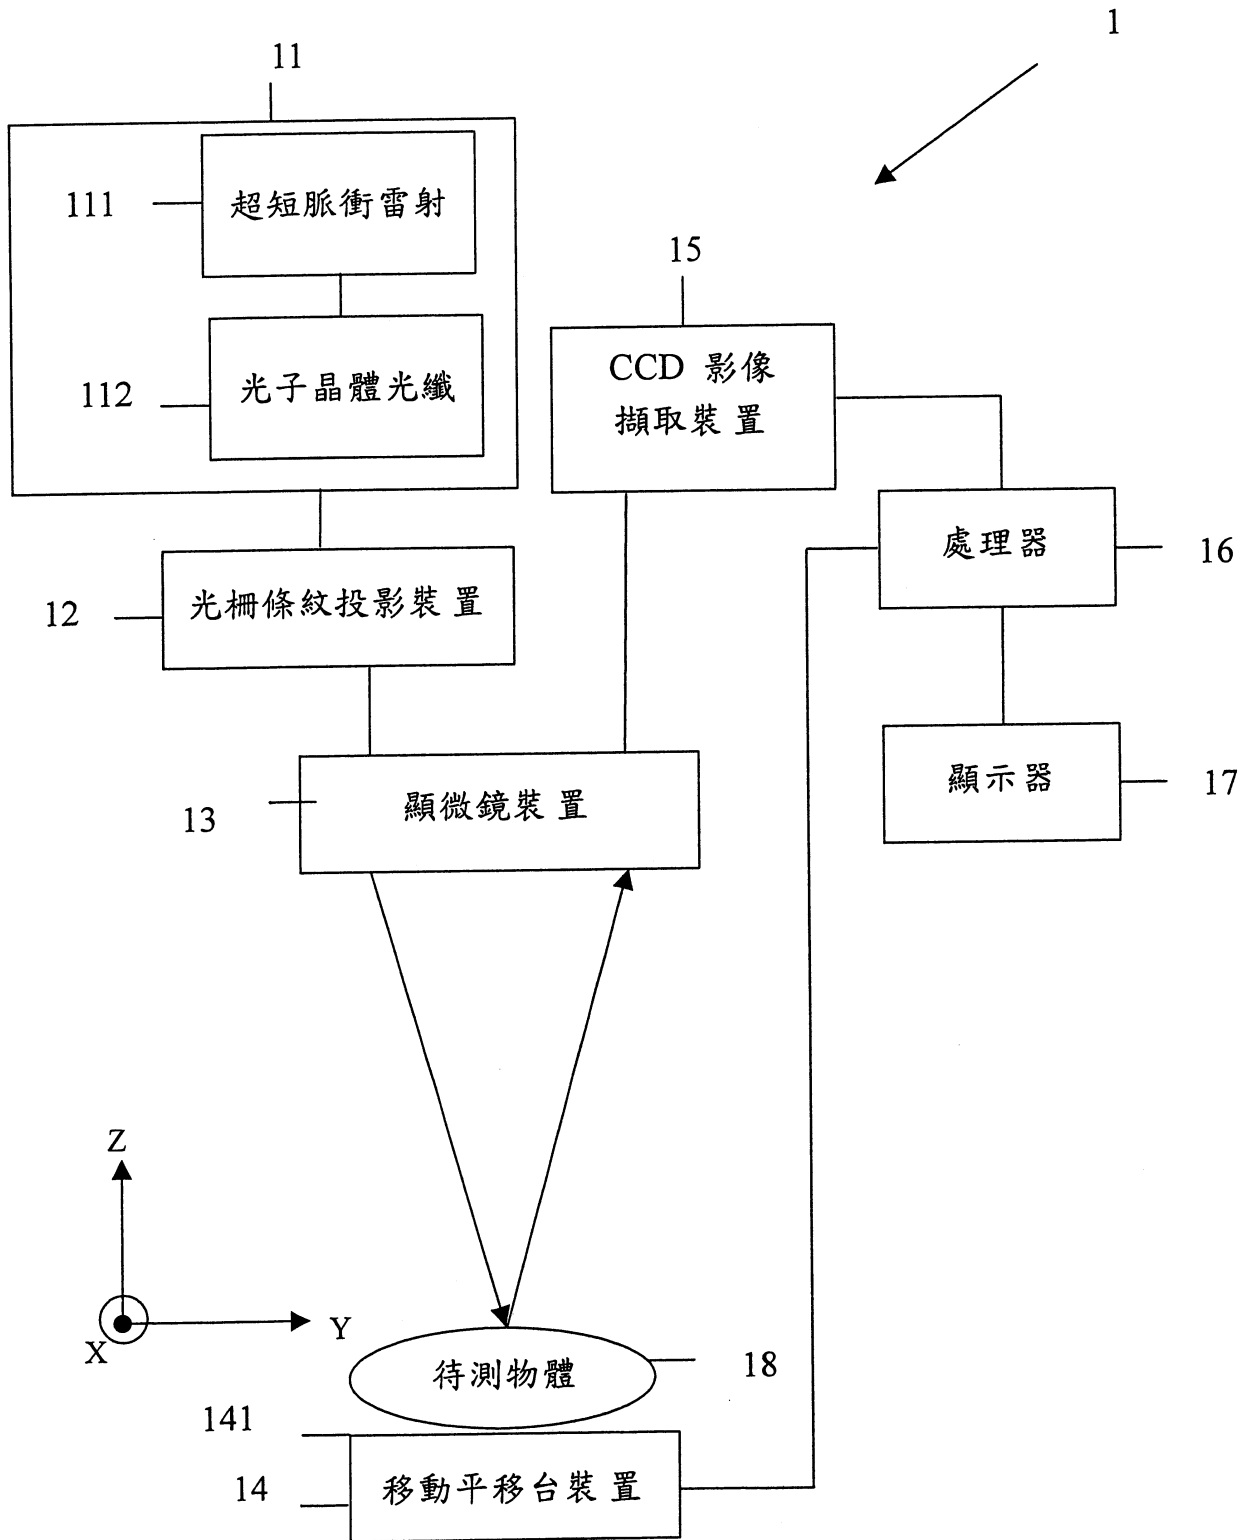 1
11
111
超短脈衝雷射
15
112
光子晶體光纖
CCD 影像
擷取裝置
處理器
16
12
光柵條紋投影裝置
顯示器
17
13
顯微鏡裝置
Z
Y
X
待測物體
18
141
14
移動平移台裝置